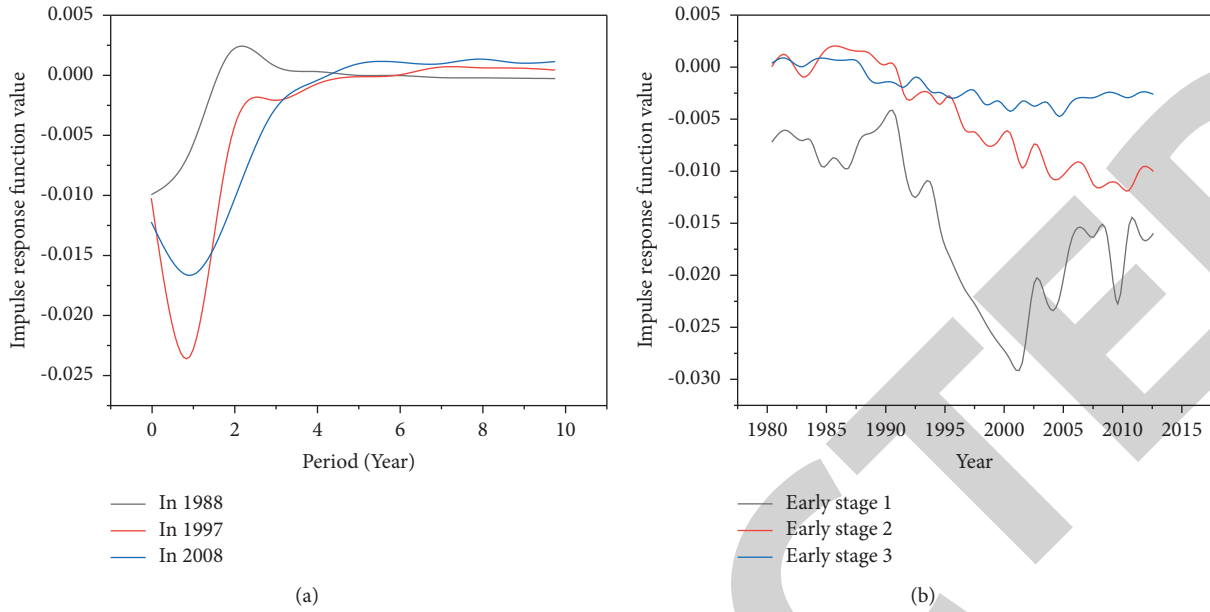 0.005
0.000
-0.005
-0.010
-0.015
-0.020
-0.025
Impulse response function value
0 2 4 6 8 10
Period (Year)
In 1988
In 1997
In 2008
(a)
0.005
0.000
-0.005
-0.010
-0.015
-0.020
-0.025
-0.030
Impulse response function value
1980 1985 1990 1995 2000 2005 2010 2015
Year
Early stage 1
Early stage 2
Early stage 3
(b)
CTED